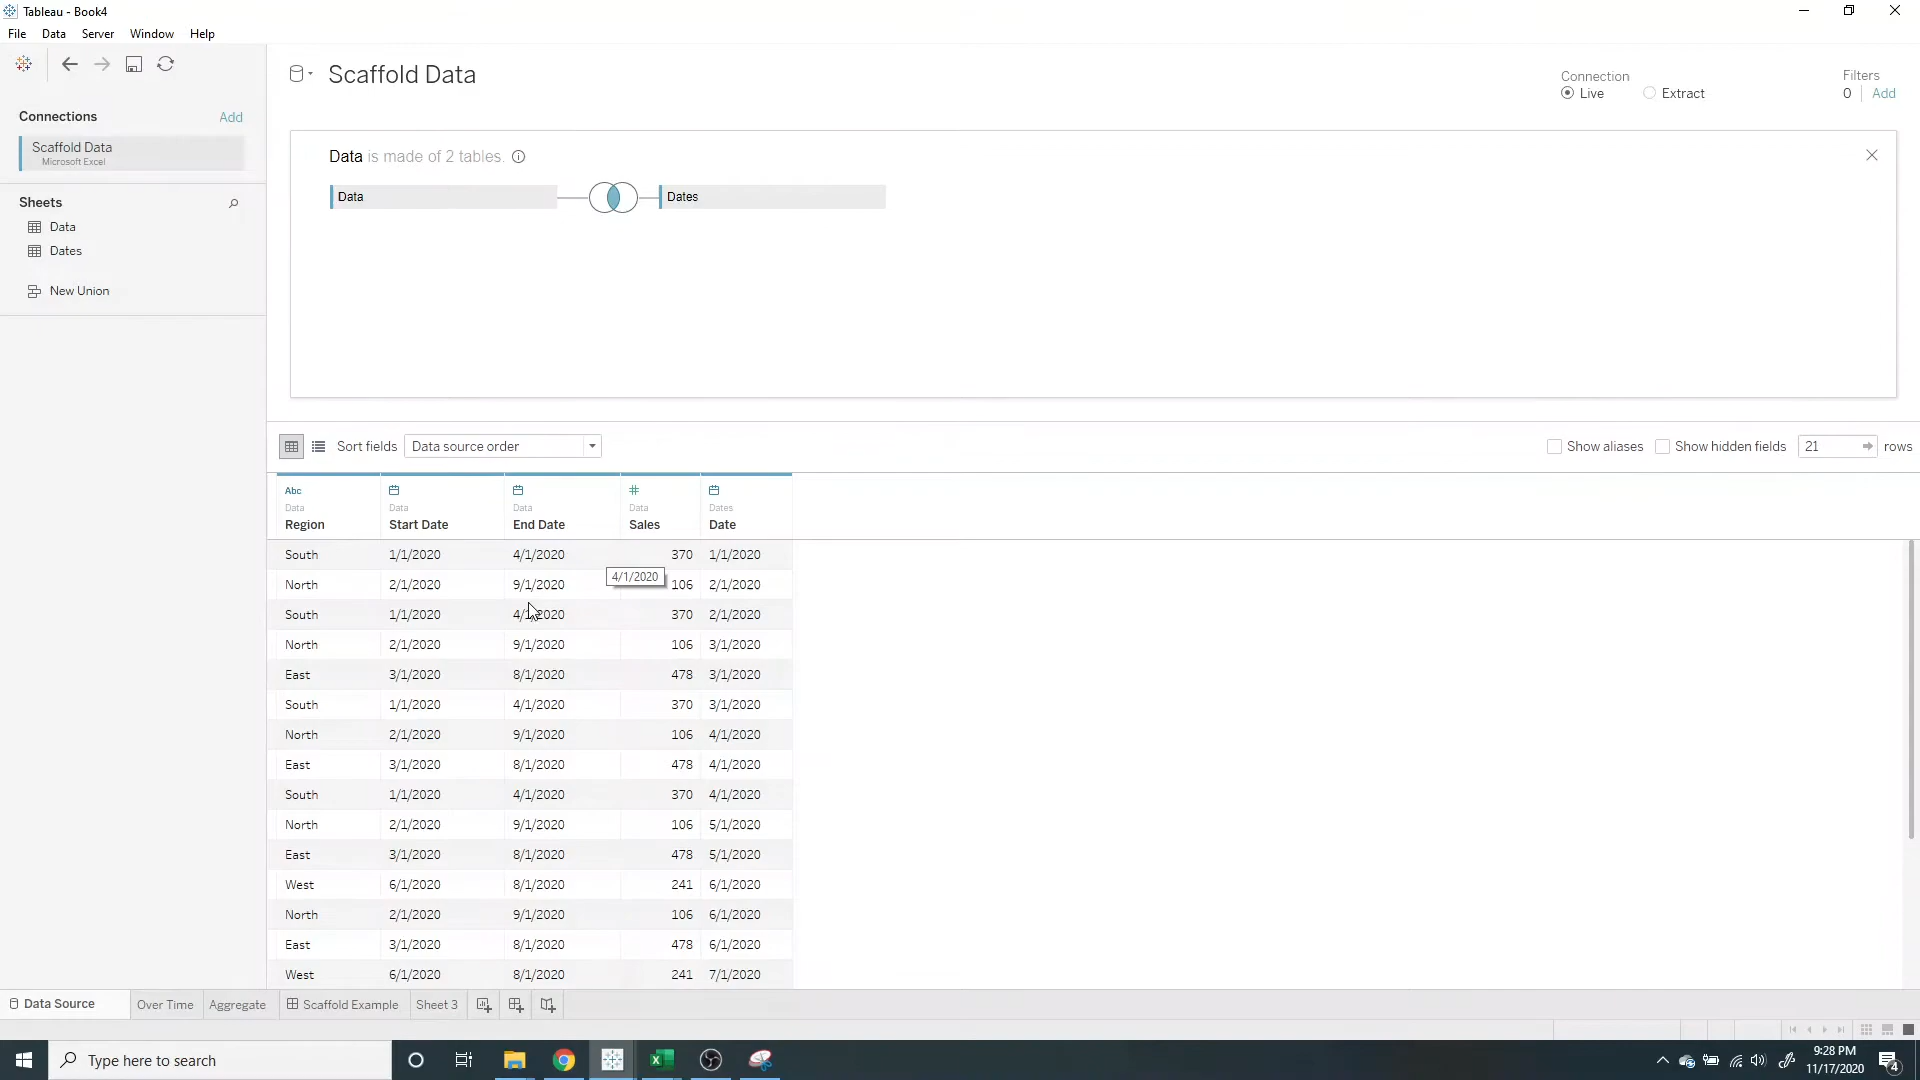 Tableau - Book4
File Data Server Window Help
Connections Add
Scaffold Data
Microsoft Excel
Sheets
Data
Dates
New Union
Scaffold Data
Connection
Live Extract
Filters
0 Add
Data is made of 2 tables.
Data Dates
Sort fields Data source order Show aliases Show hidden fields 21 rows
Abc
Data Data Data Data Dates
Region Start Date End Date Sales Date
South 1/1/2020 4/1/2020 370 1/1/2020
4/1/2020
North 2/1/2020 9/1/2020 106 2/1/2020
South 1/1/2020 4/1/2020 370 2/1/2020
North 2/1/2020 9/1/2020 106 3/1/2020
East 3/1/2020 8/1/2020 478 3/1/2020
South 1/1/2020 4/1/2020 370 3/1/2020
North 2/1/2020 9/1/2020 106 4/1/2020
East 3/1/2020 8/1/2020 478 4/1/2020
South 1/1/2020 4/1/2020 370 4/1/2020
North 2/1/2020 9/1/2020 106 5/1/2020
East 3/1/2020 8/1/2020 478 5/1/2020
West 6/1/2020 8/1/2020 241 6/1/2020
North 2/1/2020 9/1/2020 106 6/1/2020
East 3/1/2020 8/1/2020 478 6/1/2020
West 6/1/2020 8/1/2020 241 7/1/2020
Data Source Over Time Aggregate Scaffold Example Sheet 3
Type here to search
9:28 PM
11/17/2020
4